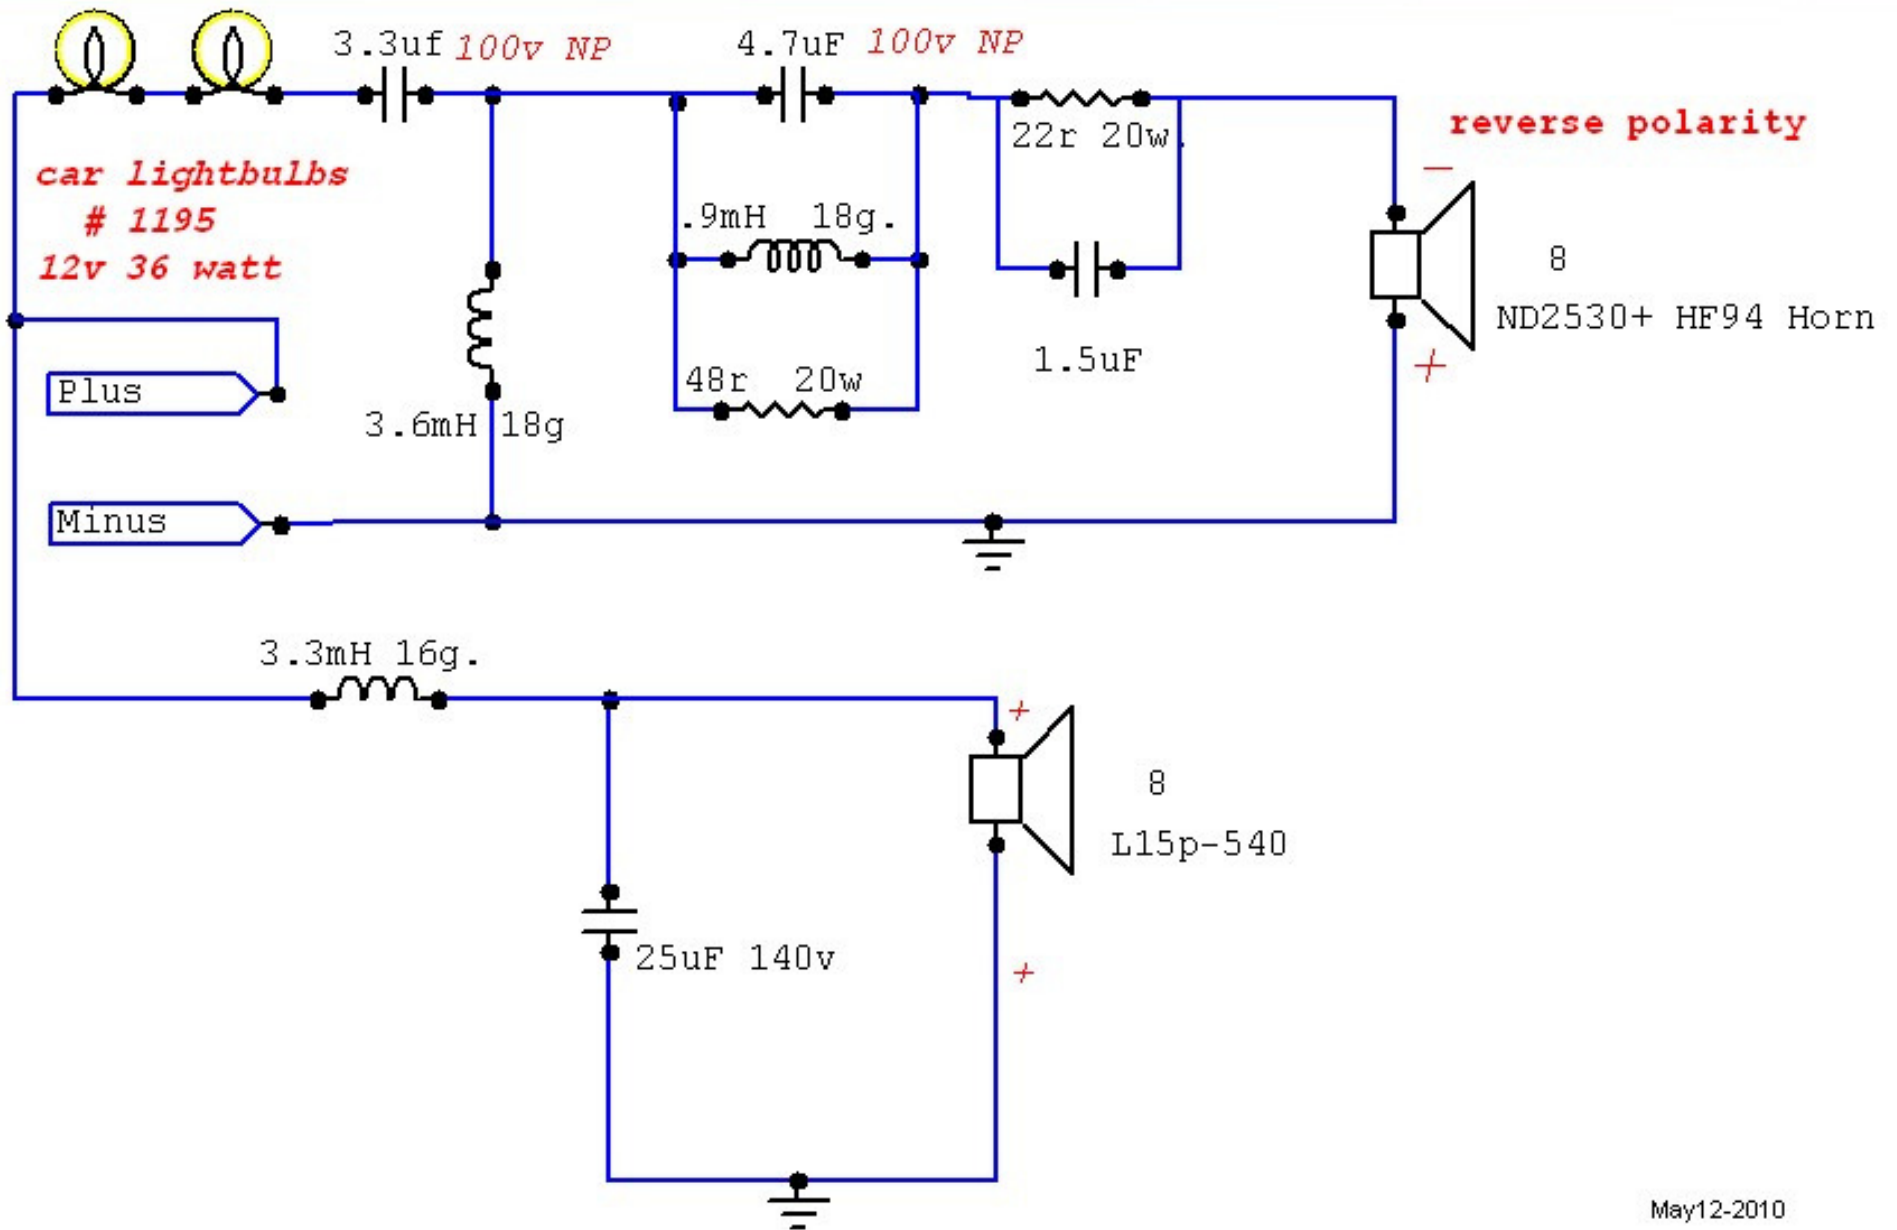 3.3uf 100v NP
4.7uF 100v NP
reverse polarity
22r 20w.
−
car lightbulbs
# 1195
12v 36 watt
.9mH 18g.
8
ND2530+ HF94 Horn
1.5uF
+
Plus
48r 20w
3.6mH 18g
Minus
3.3mH 16g.
+
8
L15p-540
25uF 140v
+
May12-2010